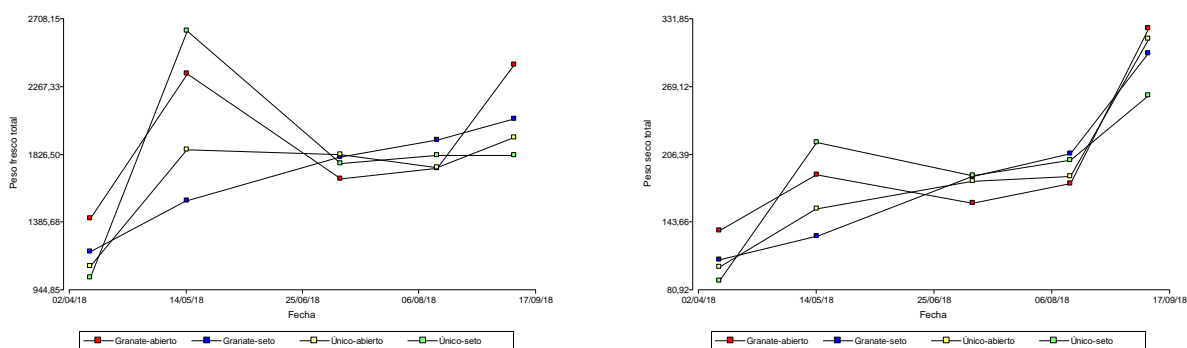 2708,15
2267,33
1826,50
1385,68
944,85
Peso fresco total
02/04/18 14/05/18 25/06/18 06/08/18 17/09/18
Fecha
Granate-abierto Granate-seto Único-abierto Único-seto
331,85
269,12
206,39
143,66
80,92
Peso seco total
02/04/18 14/05/18 25/06/18 06/08/18 17/09/18
Fecha
Granate-abierto Granate-seto Único-abierto Único-seto